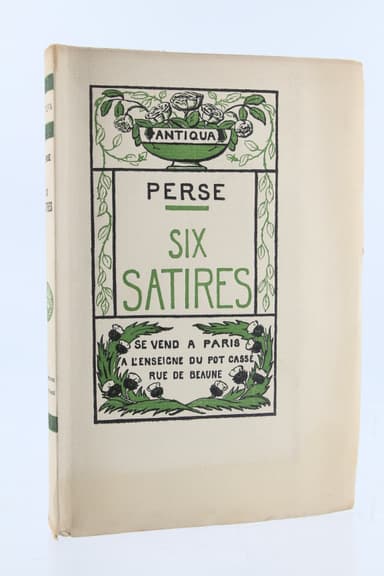 ANTIQUA
PERSE
SIX
SATIRES
SE VEND A PARIS
A L'ENSEIGNE DU POT CASSÉ
RUE DE BEAUNE